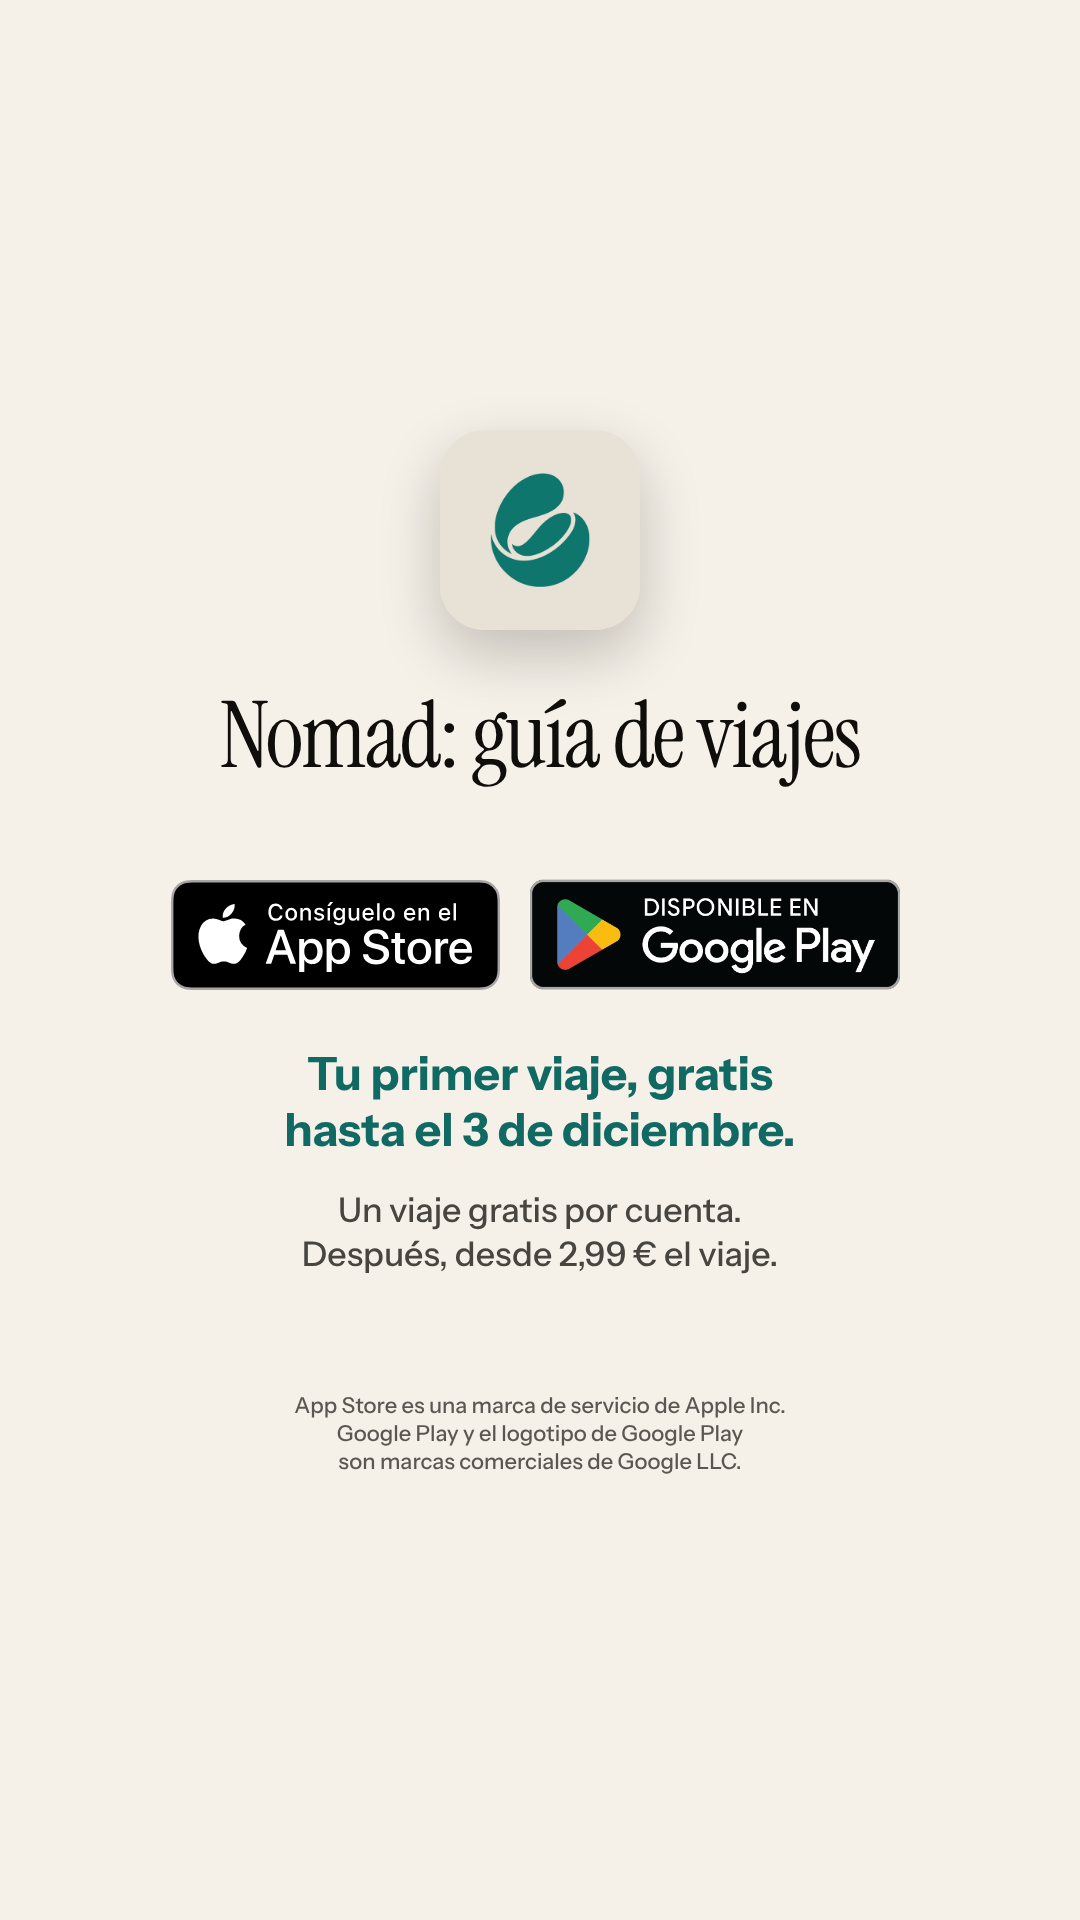 Nomad: guía de viajes
Consíguelo en el
App Store
DISPONIBLE EN
Google Play
Tu primer viaje, gratis
hasta el 3 de diciembre.
Un viaje gratis por cuenta.
Después, desde 2,99 € el viaje.
App Store es una marca de servicio de Apple Inc.
Google Play y el logotipo de Google Play
son marcas comerciales de Google LLC.